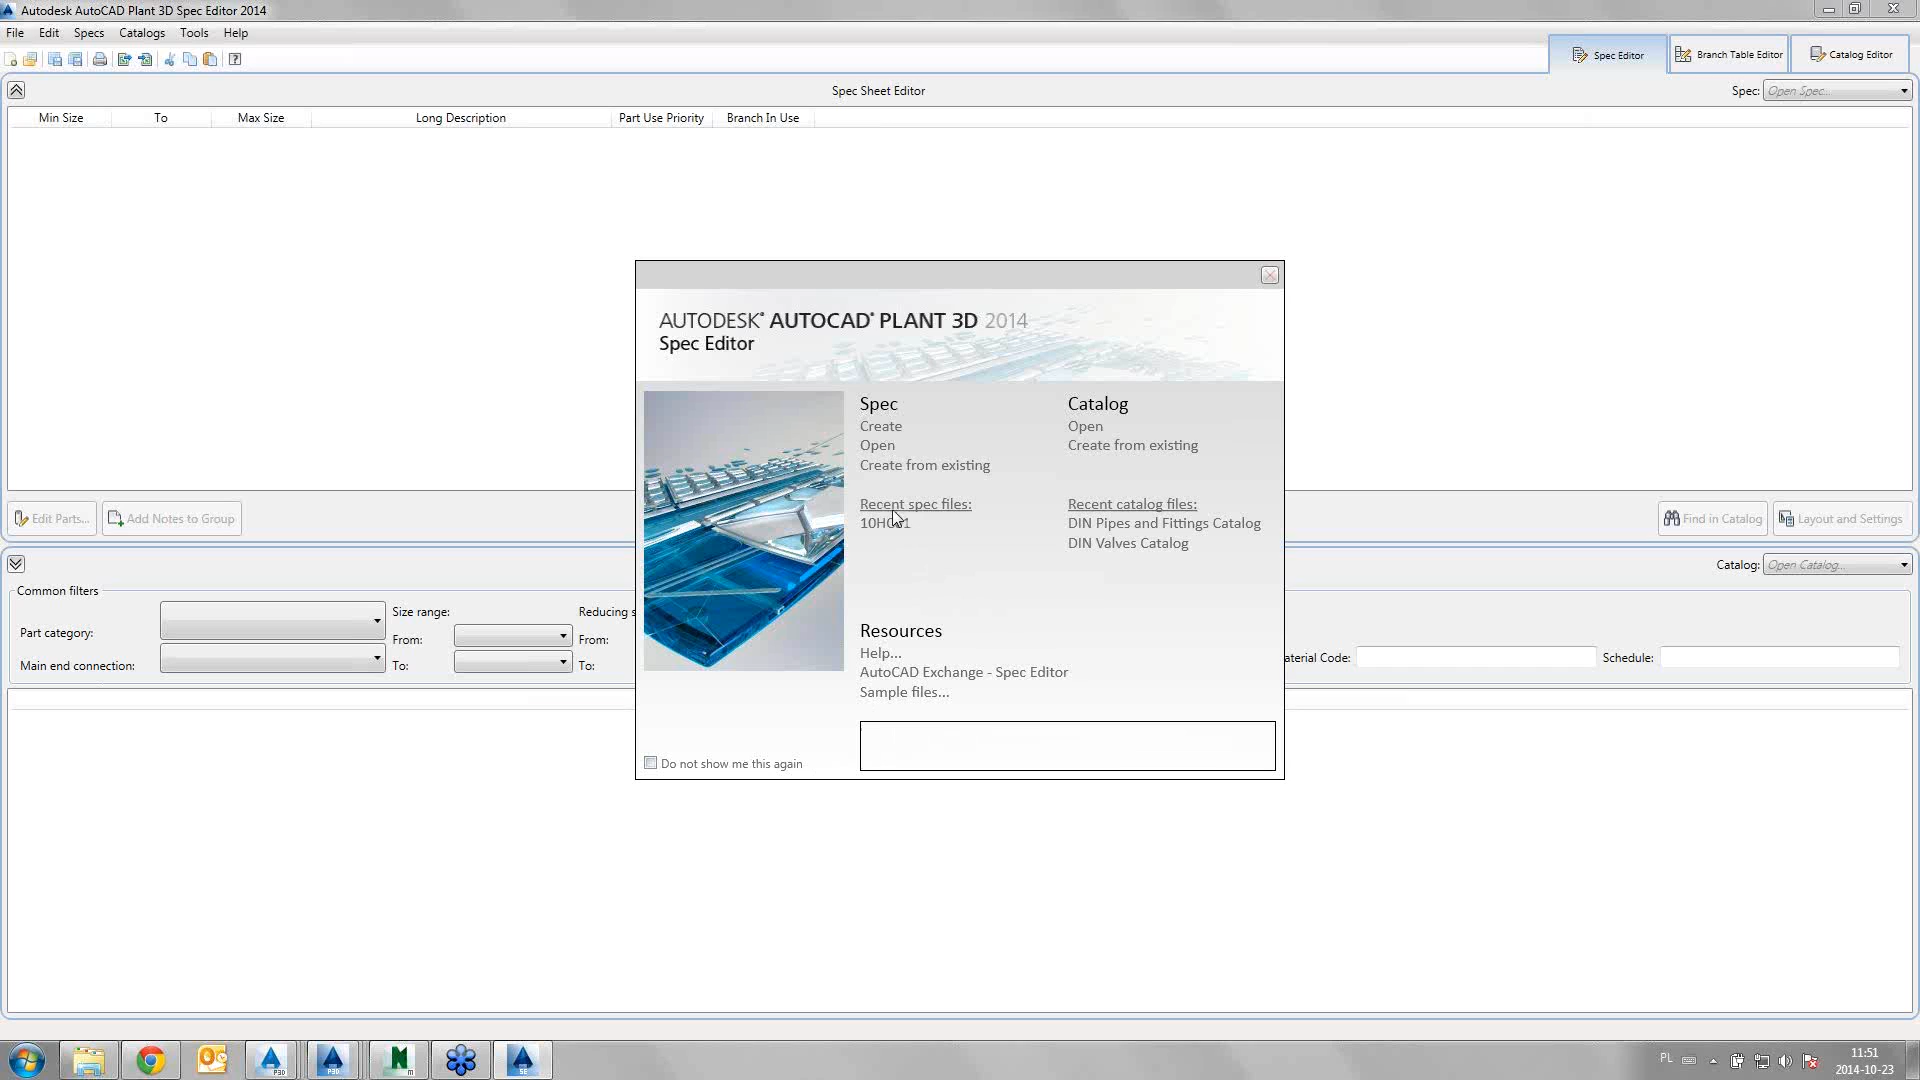 Autodesk AutoCAD Plant 3D Spec Editor 2014
File Edit Specs Catalogs Tools Help
Spec Editor Branch Table Editor Catalog Editor
Spec Sheet Editor Spec: Open Spec...
Min Size To Max Size Long Description Part Use Priority Branch In Use
AUTODESK® AUTOCAD® PLANT 3D 2014
Spec Editor
Spec
Create
Open
Create from existing
Recent spec files:
Catalog
Open
Create from existing
Recent catalog files:
DIN Pipes and Fittings Catalog
DIN Valves Catalog
Resources
Help...
AutoCAD Exchange - Spec Editor
Sample files...
Do not show me this again
Edit Parts... Add Notes to Group Find in Catalog Layout and Settings
Catalog: Open Catalog...
Common filters
Part category:
Main end connection:
Size range:
From:
To:
Reducing
From:
To:
Code: Schedule:
P3D P3D m SE
PL 11:51
2014-10-23